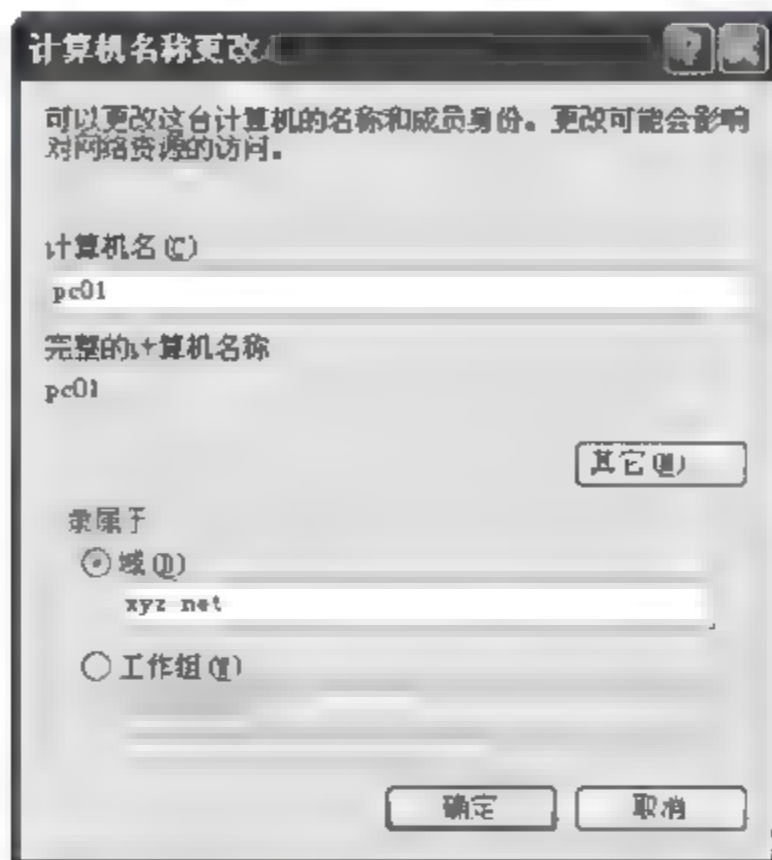 计算机名称更改
可以更改这台计算机的名称和成员身份。更改可能会影响
对网络资源的访问。
计算机名(C)
pc01
完整的计算机名称
pc01
其它(M)
隶属于
域(D)
xyz net
工作组(W)
确定
取消